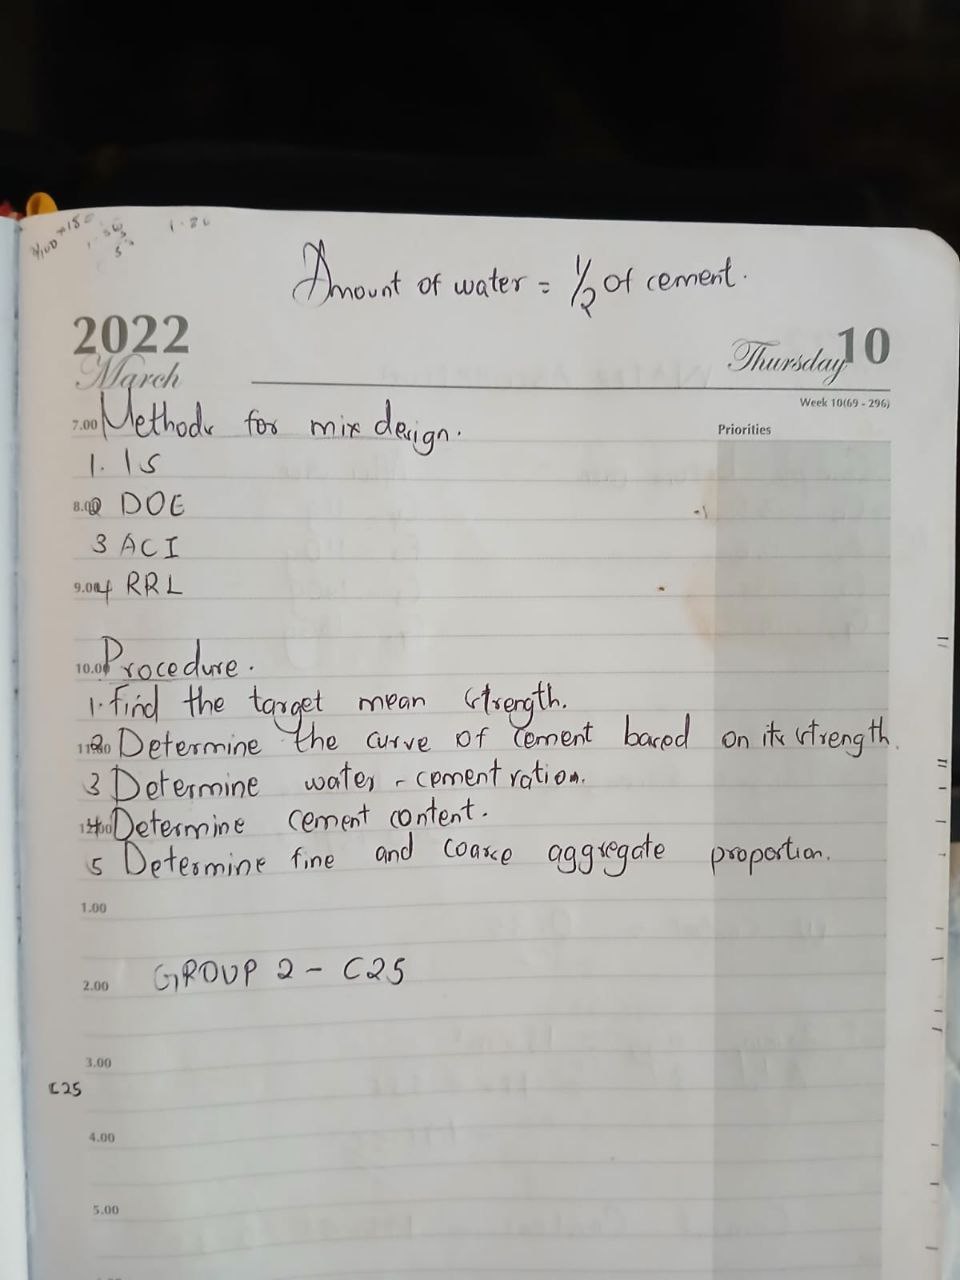 1.20
Amount of water = 1/2 of cement.
2022
March
Thursday 10
Week 10(69 - 296)
7.00 Methods for mix design.
Priorities
1. IS
8.00 2 DOE
3 ACI
9.00 4 RRL
10.00 Procedure.
1. Find the target mean strength.
11.00 2 Determine the curve of cement based on its strength.
3 Determine water - cement ration.
12.00 4 Determine cement content.
5 Determine fine and coarse aggregate proportion.
1.00
GROUP 2 - C25
2.00
3.00
C25
4.00
5.00